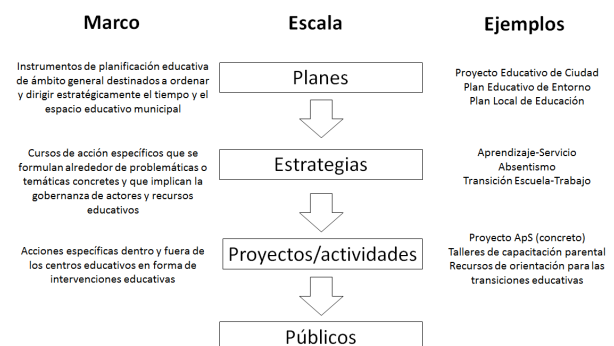 Marco
Escala
Ejemplos
Instrumentos de planificación educativa
de ámbito general destinados a ordenar
y dirigir estratégicamente el tiempo y el
espacio educativo municipal
Planes
Proyecto Educativo de Ciudad
Plan Educativo de Entorno
Plan Local de Educación
Cursos de acción específicos que se
formulan alrededor de problemáticas o
temáticas concretes y que implican la
gobernanza de actores y recursos
educativos
Estrategias
Aprendizaje-Servicio
Absentismo
Transición Escuela-Trabajo
Acciones específicas dentro y fuera de
los centros educativos en forma de
intervenciones educativas
Proyectos/actividades
Proyecto ApS (concreto)
Talleres de capacitación parental
Recursos de orientación para las
transiciones educativas
Públicos